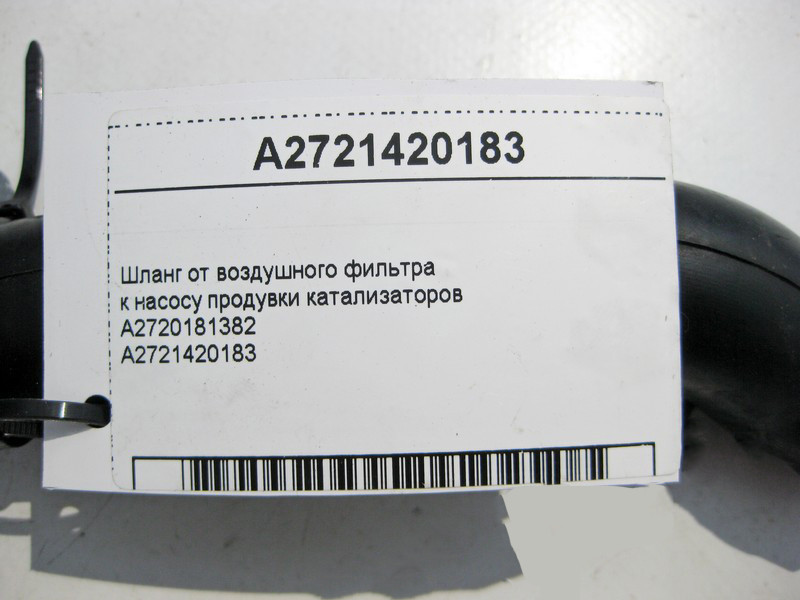 A2721420183
Шланг от воздушного фильтра
к насосу продувки катализаторов
A2720181382
A2721420183